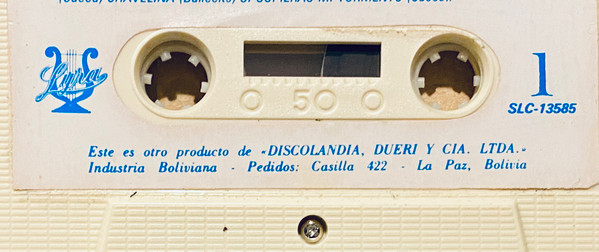 Lyra
50
1
SLC-13585
Este es otro producto de «DISCOLANDIA, DUERI Y CIA. LTDA.»
Industria Boliviana - Pedidos: Casilla 422 - La Paz, Bolivia